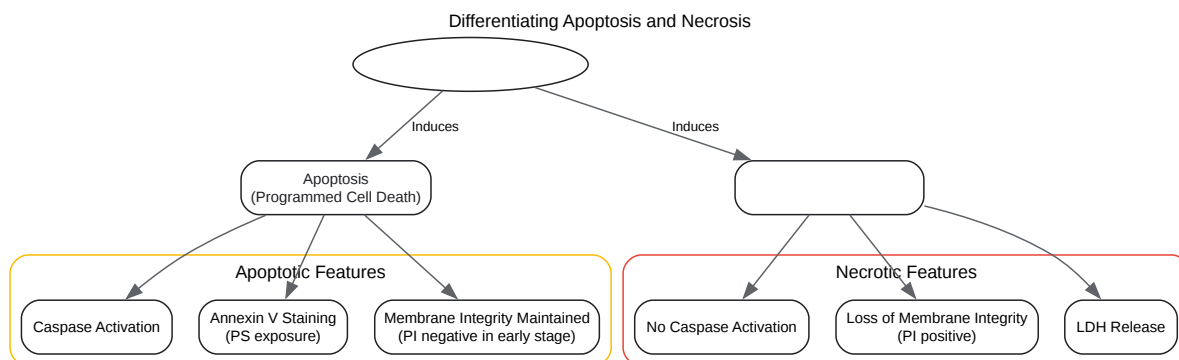 Differentiating Apoptosis and Necrosis
Induces
Induces
Apoptosis
(Programmed Cell Death)
Apoptotic Features
Necrotic Features
Caspase Activation
Annexin V Staining
(PS exposure)
Membrane Integrity Maintained
(PI negative in early stage)
No Caspase Activation
Loss of Membrane Integrity
(PI positive)
LDH Release